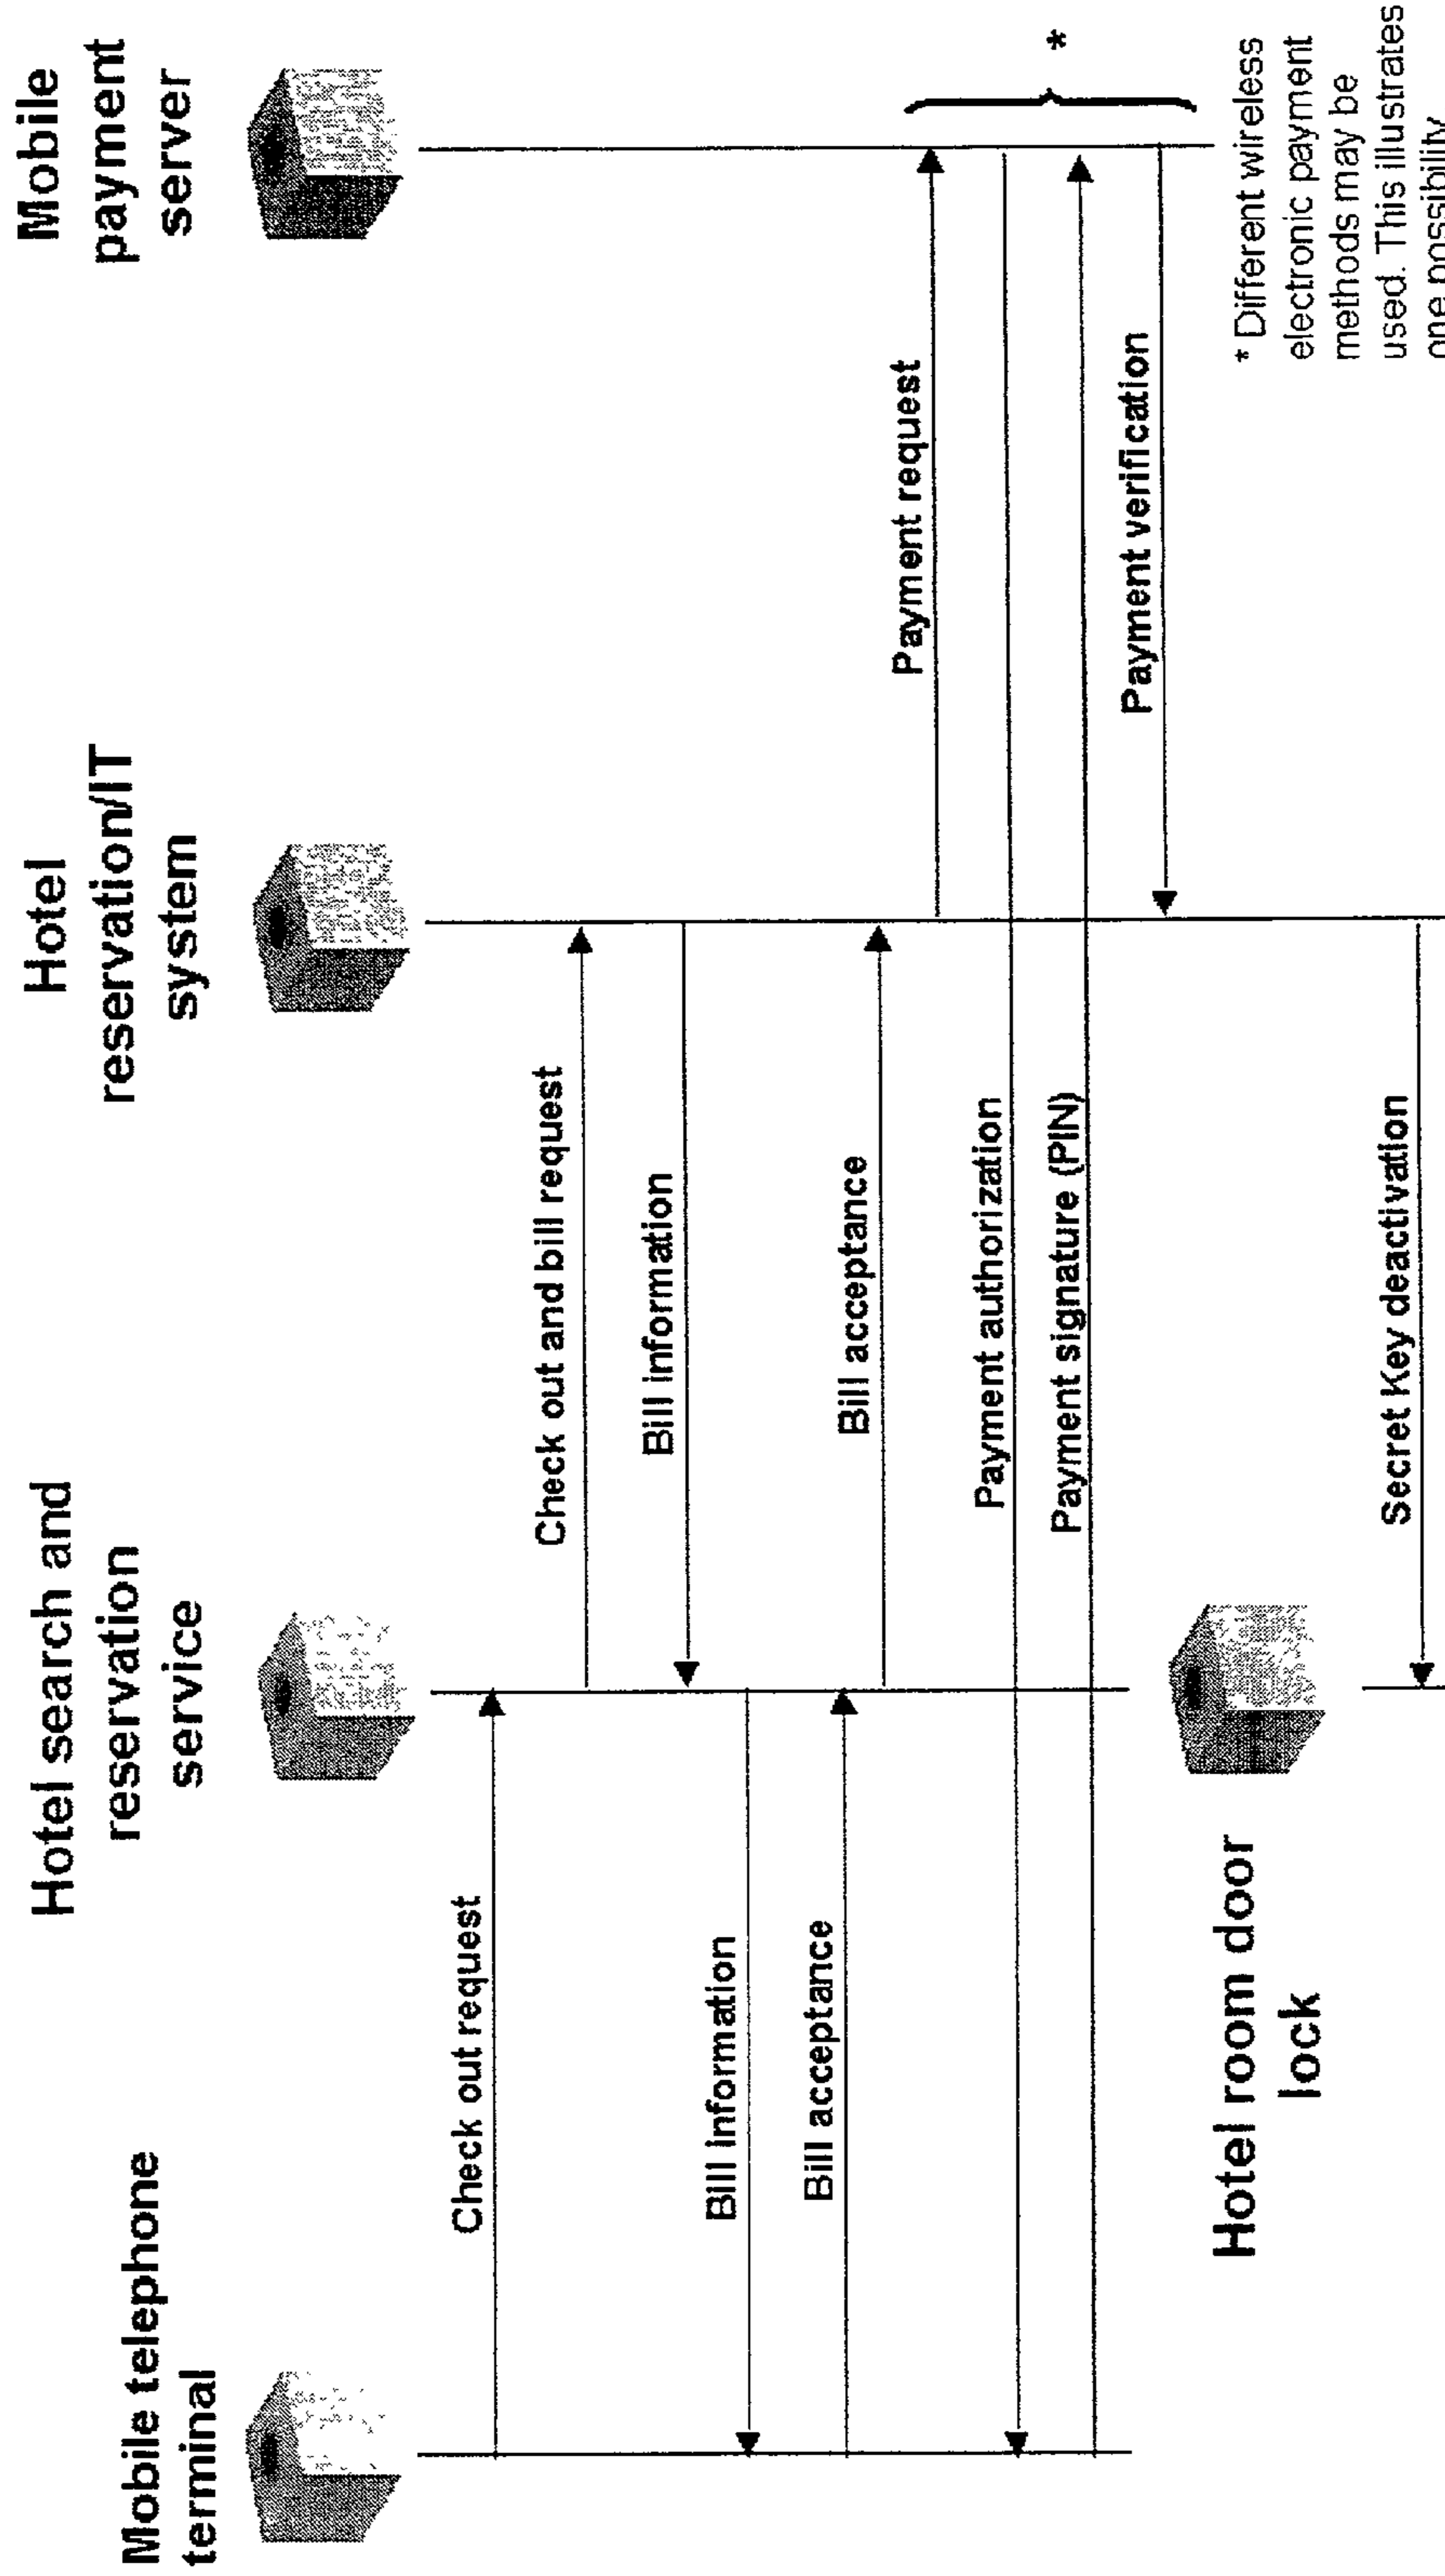 Mobile telephone
terminal
Hotel search and
reservation
service
Hotel
reservation/IT
system
Mobile
payment
server
Check out request
Check out and bill request
Bill information
Bill information
Bill acceptance
Bill acceptance
Payment request
Payment authorization
Payment signature (PIN)
Payment verification
*
Hotel room door
lock
* Different wireless
electronic payment
methods may be
used. This illustrates
one possibility
Secret Key deactivation